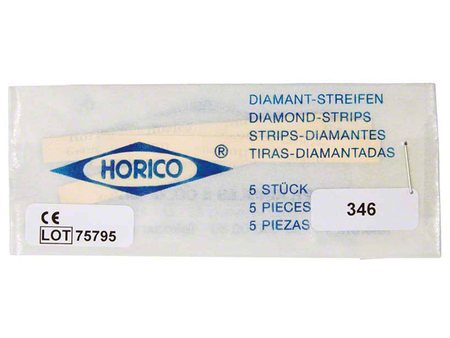 DIAMANT-STREIFEN
DIAMOND-STRIPS
STRIPS-DIAMANTES
TIRAS-DIAMANTADAS
HORICO ®
5 STÜCK
5 PIECES
5 PIEZAS
346
CE
LOT 75795